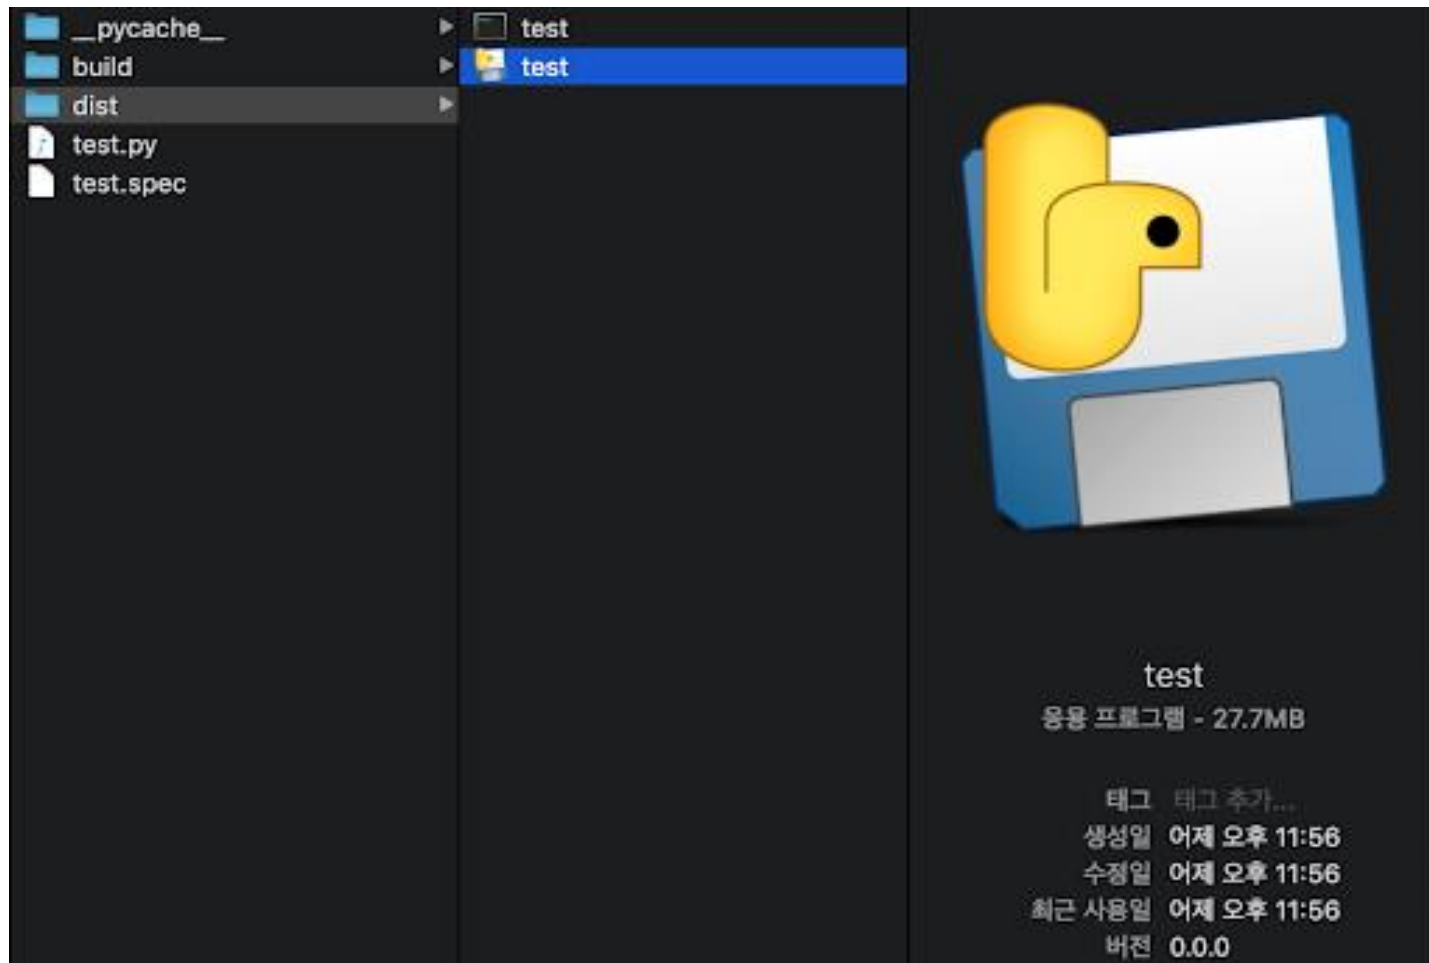 __pycache__
build
dist
test.py
test.spec
test
test
test
응용 프로그램 - 27.7MB
태그 태그 추가...
생성일 어제 오후 11:56
수정일 어제 오후 11:56
최근 사용일 어제 오후 11:56
버전 0.0.0